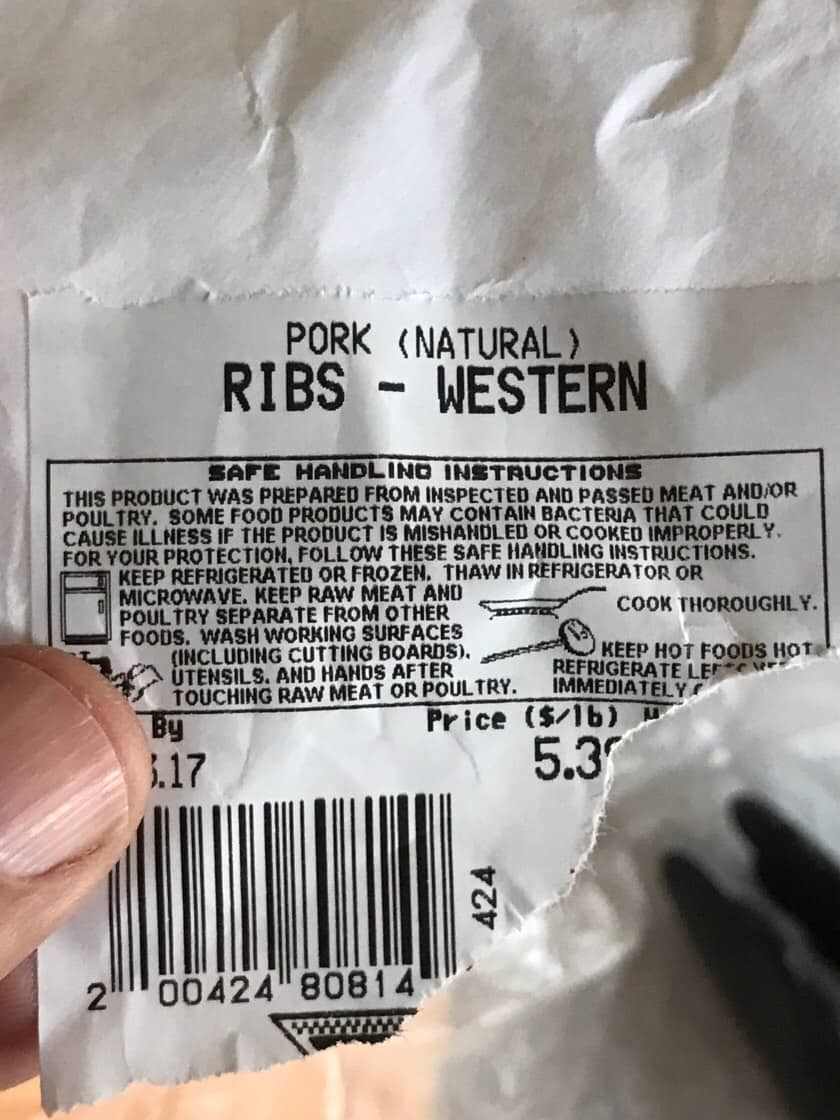 PORK (NATURAL)
RIBS - WESTERN
SAFE HANDLING INSTRUCTIONS
THIS PRODUCT WAS PREPARED FROM INSPECTED AND PASSED MEAT AND/OR
POULTRY. SOME FOOD PRODUCTS MAY CONTAIN BACTERIA THAT COULD
CAUSE ILLNESS IF THE PRODUCT IS MISHANDLED OR COOKED IMPROPERLY.
FOR YOUR PROTECTION, FOLLOW THESE SAFE HANDLING INSTRUCTIONS.
KEEP REFRIGERATED OR FROZEN. THAW IN REFRIGERATOR OR
MICROWAVE. KEEP RAW MEAT AND
POULTRY SEPARATE FROM OTHER
FOODS. WASH WORKING SURFACES
(INCLUDING CUTTING BOARDS),
UTENSILS, AND HANDS AFTER
TOUCHING RAW MEAT OR POULTRY.
COOK THOROUGHLY.
KEEP HOT FOODS HOT.
REFRIGERATE
IMMEDIATELY
By
.17
Price ($/lb)
5.3
424
2 00424 80814